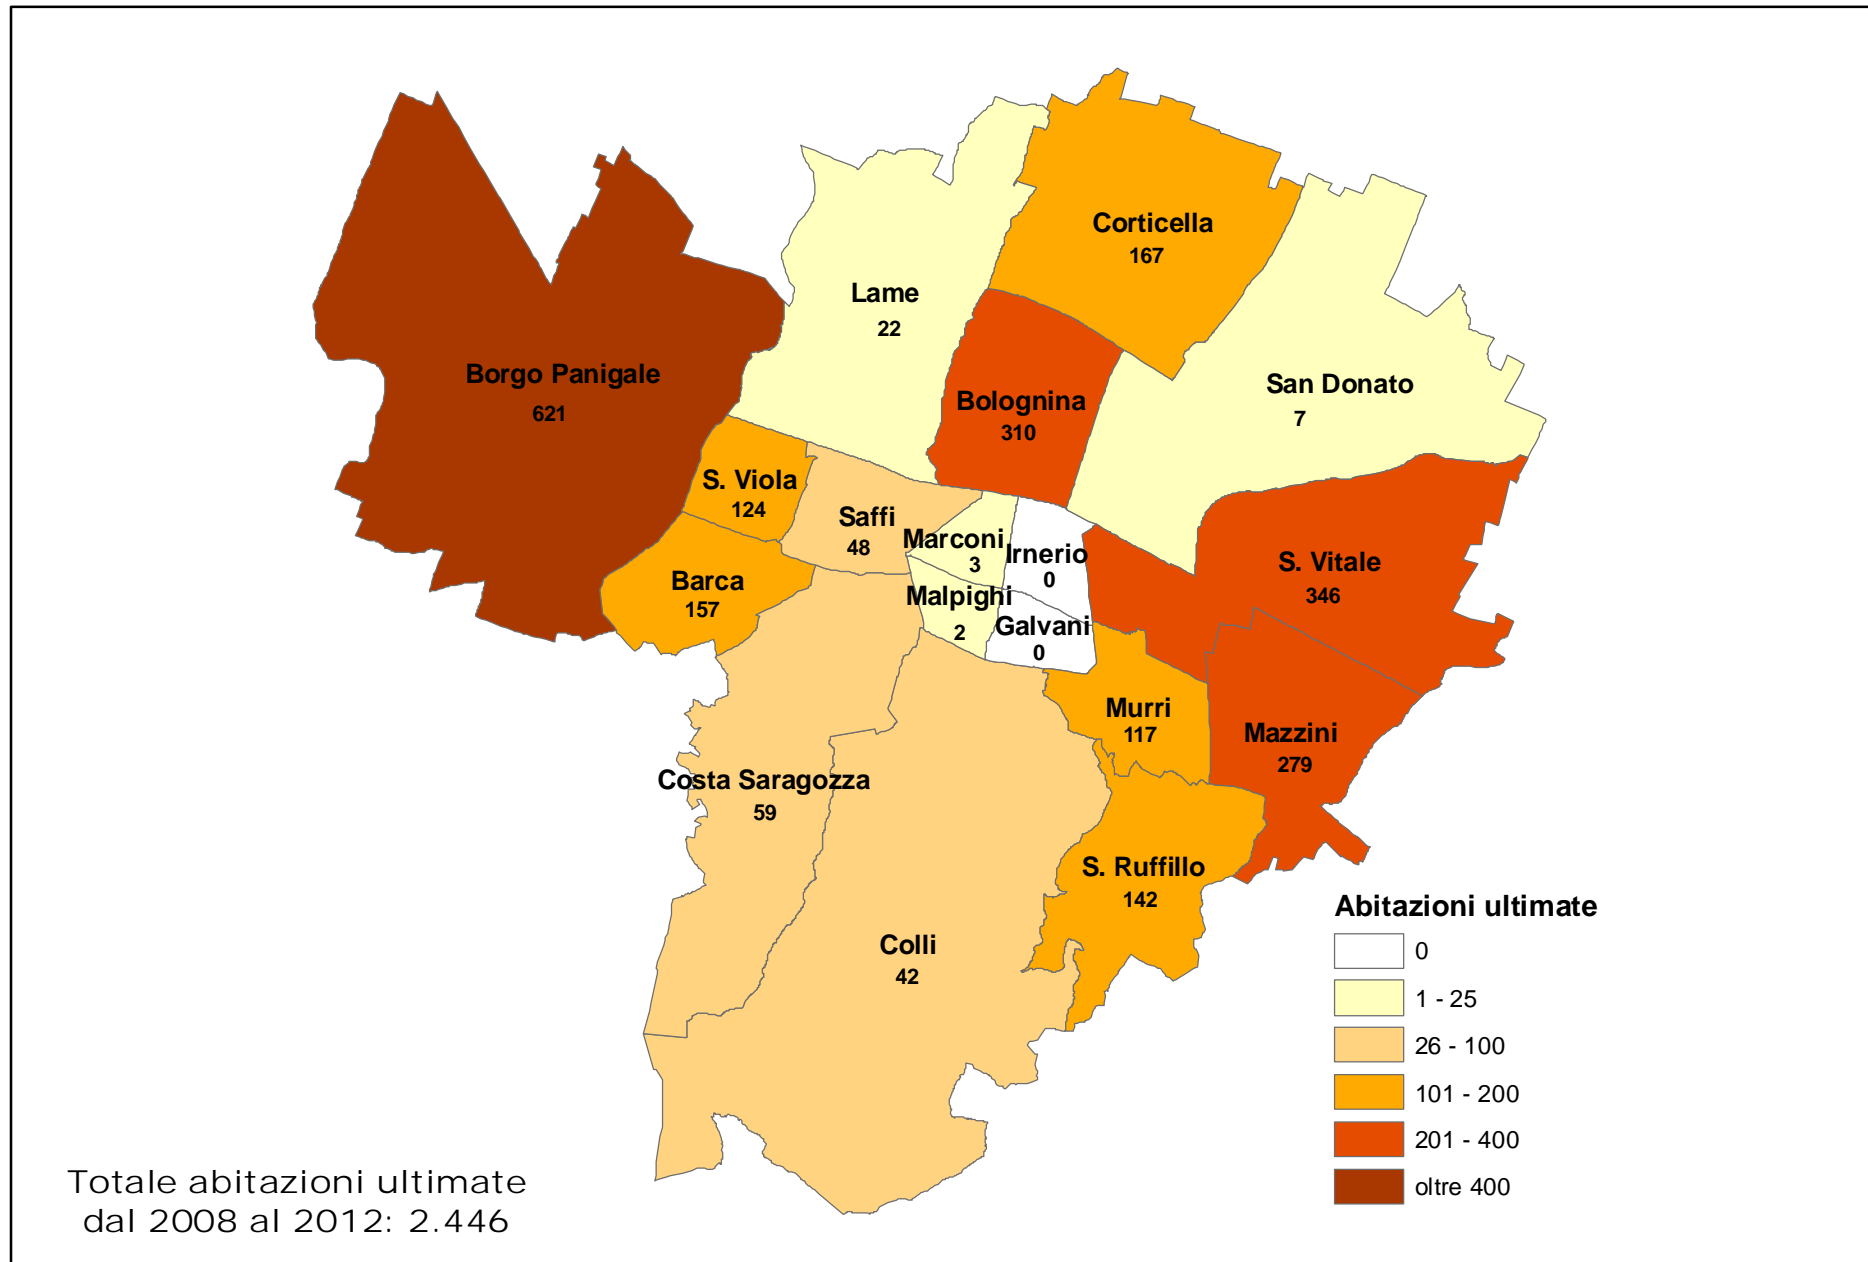 Corticella
167
Lame
22
Borgo Panigale
621
San Donato
7
Bolognina
310
S. Viola
124
Saffi
48
Marconi
3
Irnerio
0
S. Vitale
346
Barca
157
Malpighi
2
Galvani
0
Murri
117
Mazzini
279
Costa Saragozza
59
S. Ruffillo
142
Colli
42
Abitazioni ultimate
0
1 - 25
26 - 100
101 - 200
201 - 400
oltre 400
Totale abitazioni ultimate
dal 2008 al 2012: 2.446